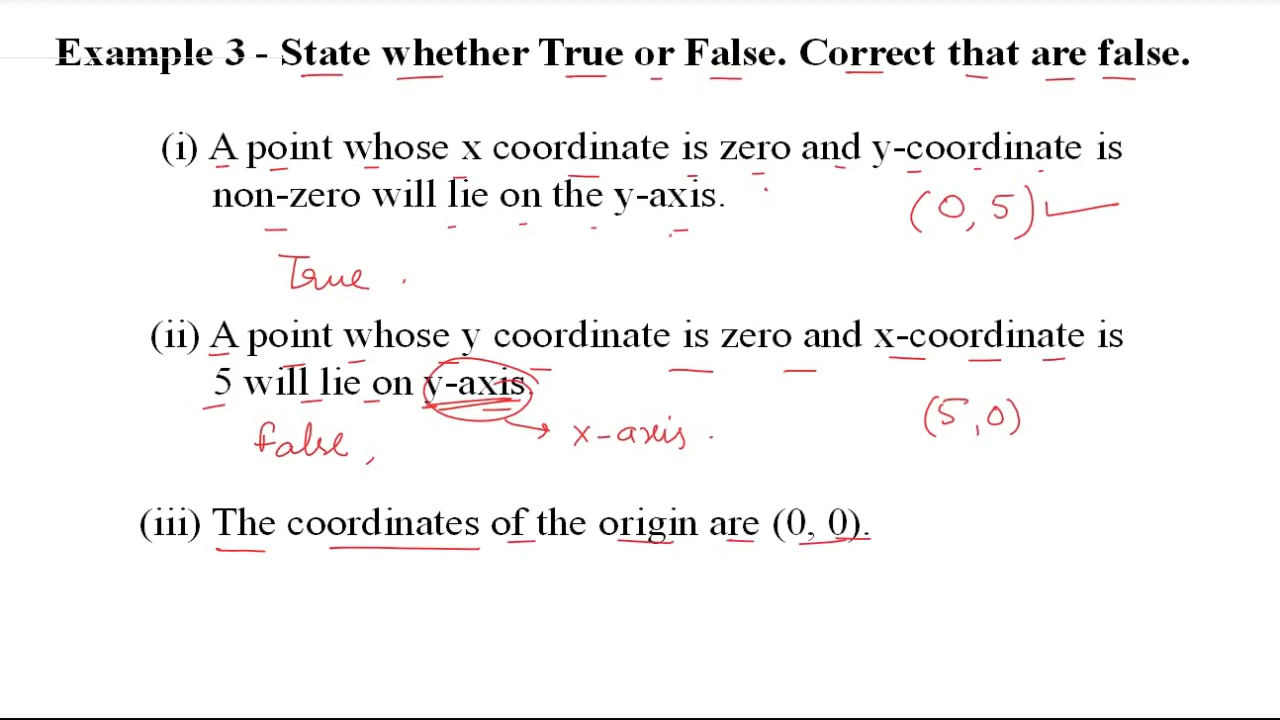 Example 3 - State whether True or False. Correct that are false.
(i) A point whose x coordinate is zero and y-coordinate is
non-zero will lie on the y-axis.
(0, 5)
True .
(ii) A point whose y coordinate is zero and x-coordinate is
5 will lie on y-axis.
(5, 0)
False,
x-axis.
(iii) The coordinates of the origin are (0, 0).